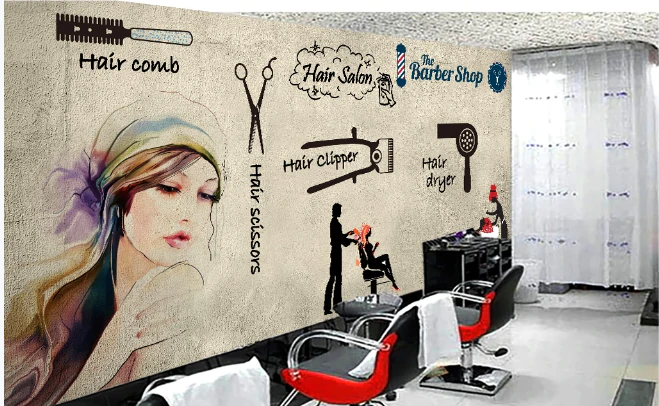 Hair comb
Hair Salon
The
Barber Shop
Hair Clipper
Hair
dryer
Hair scissors